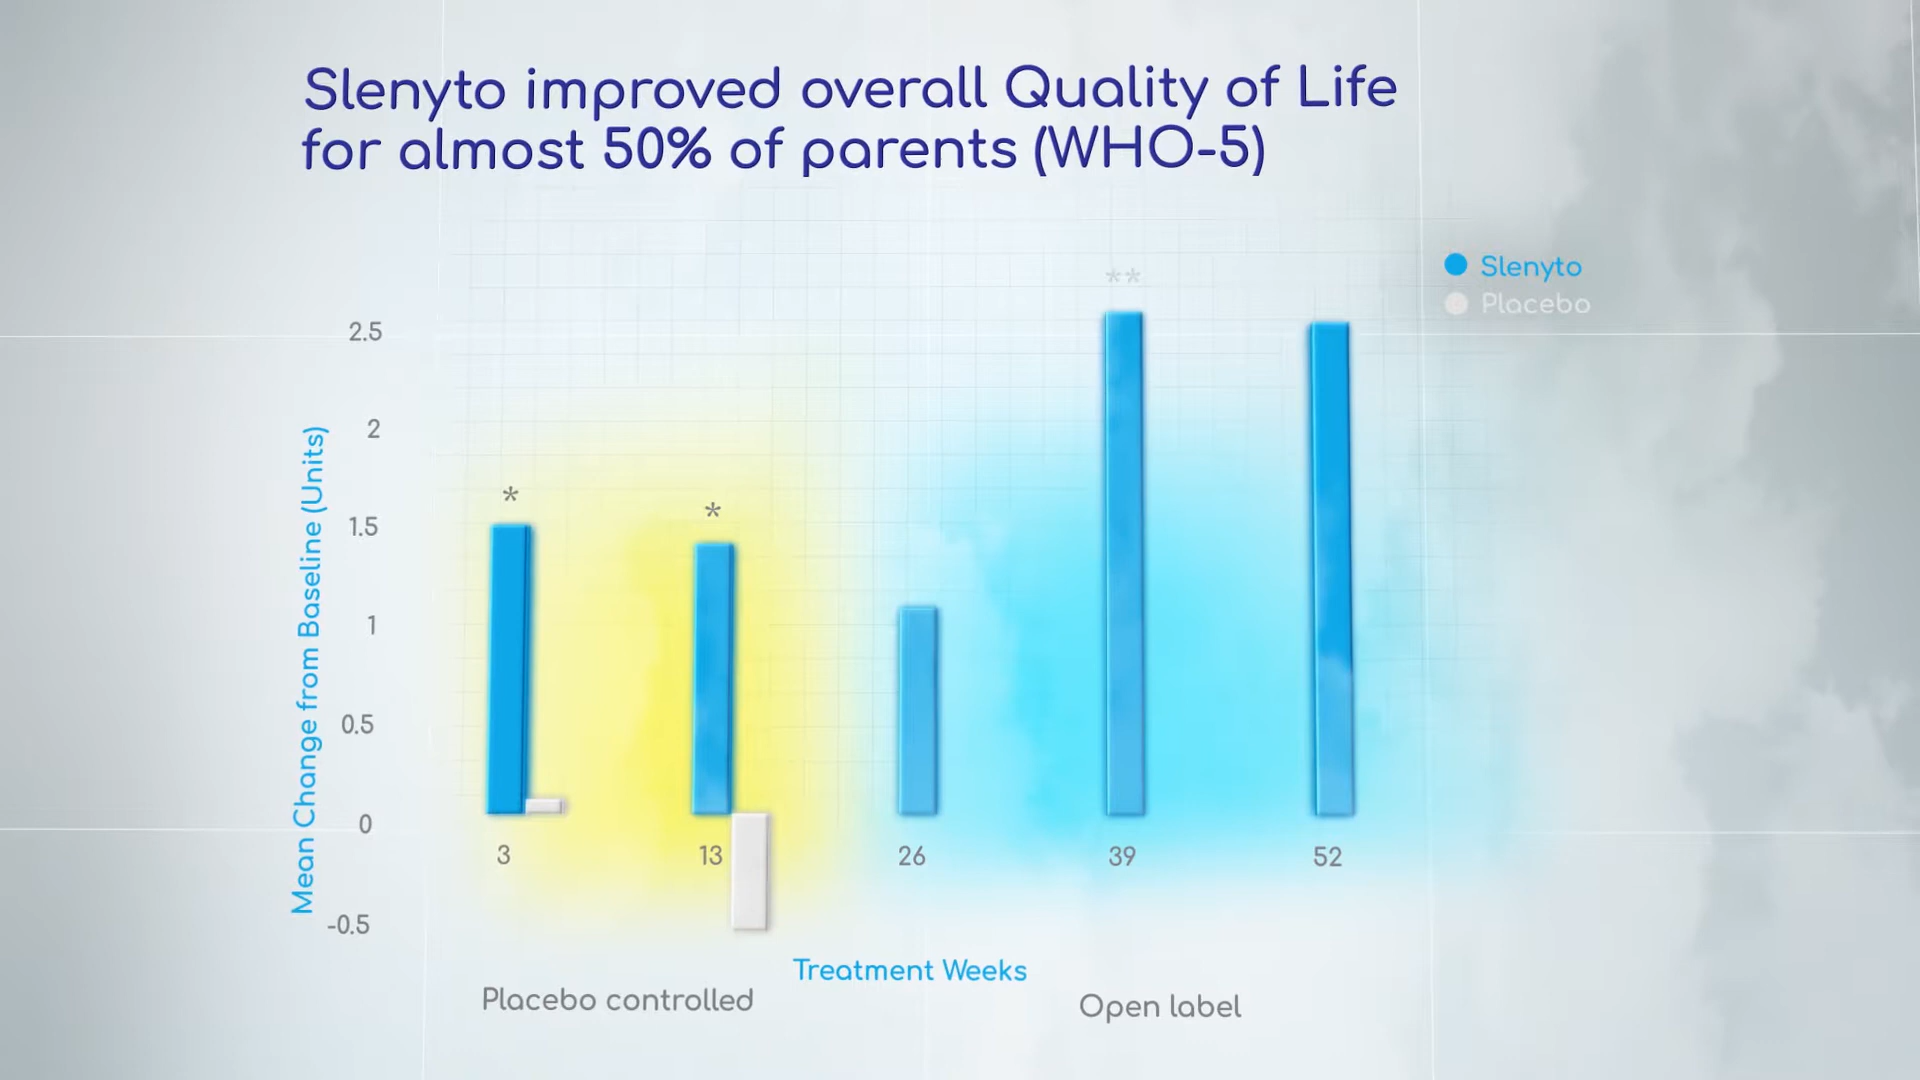 Slenyto improved overall Quality of Life
for almost 50% of parents (WHO-5)
Slenyto
Placebo
Mean Change from Baseline (Units)
2.5
2
1.5
1
0.5
0
-0.5
*
*
**
3
13
26
39
52
Treatment Weeks
Placebo controlled
Open label